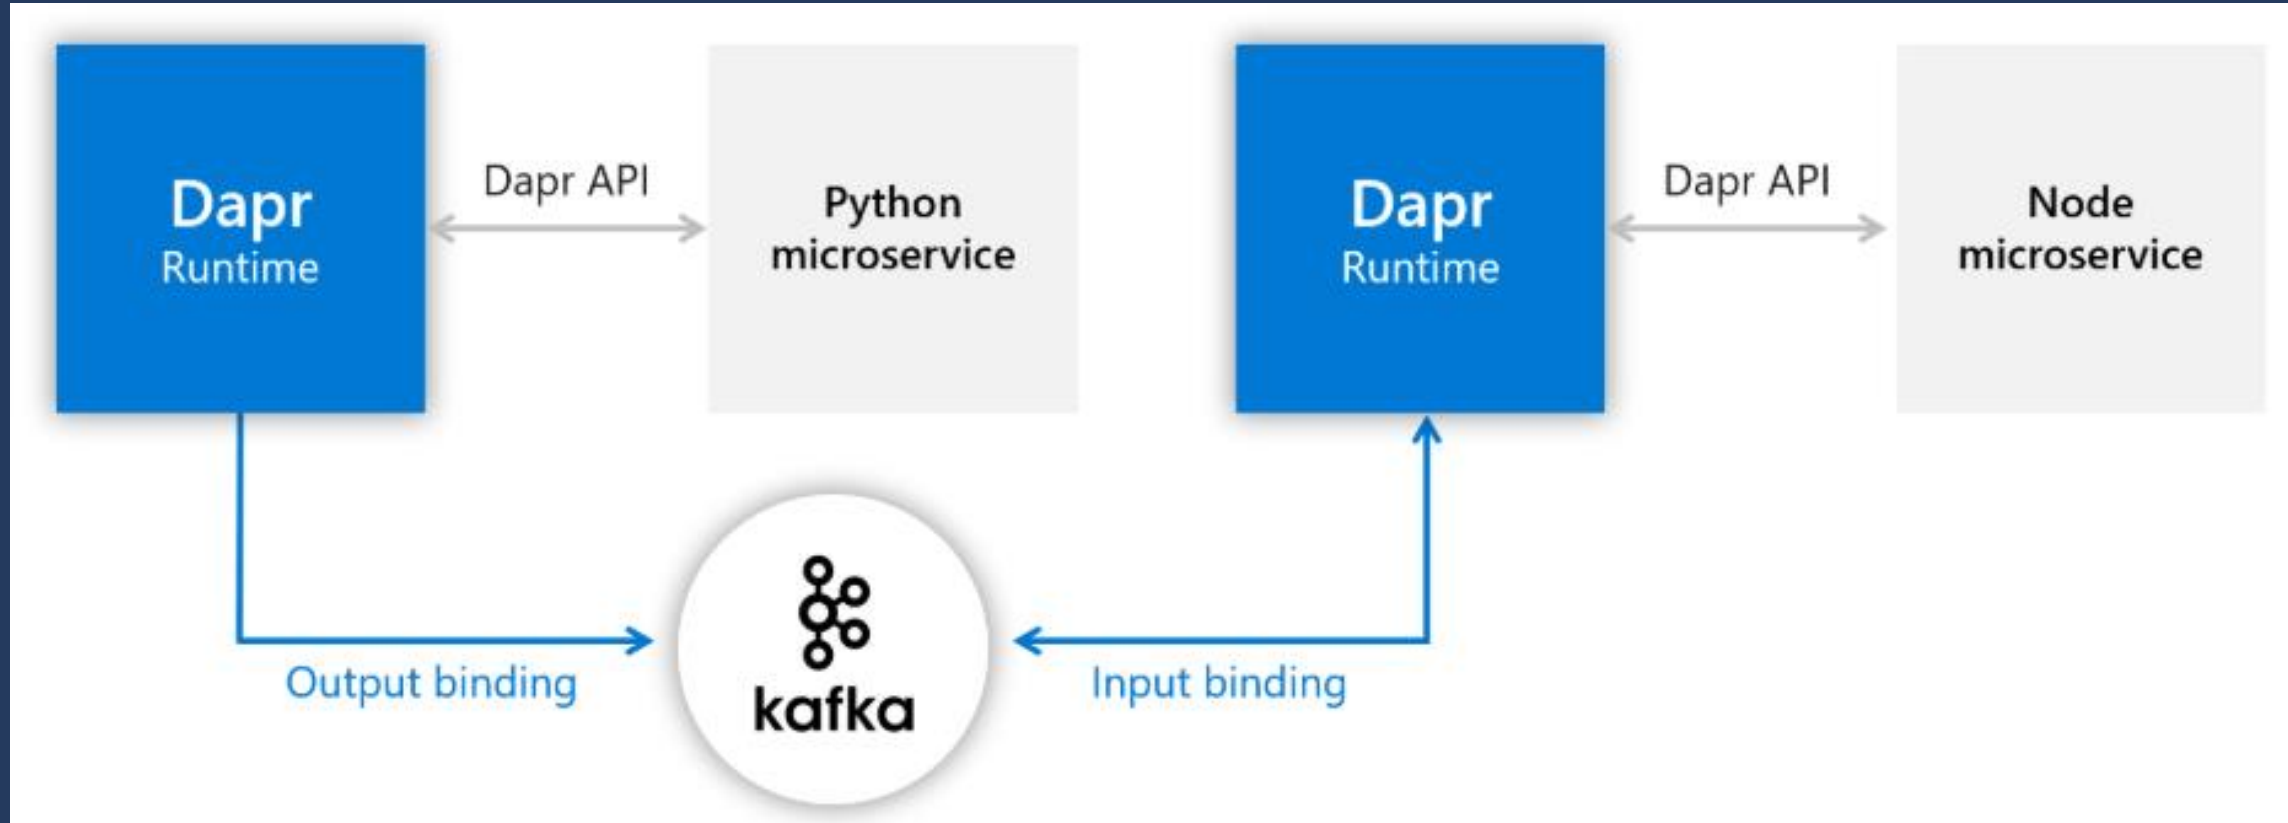 Dapr
Runtime
Dapr API
Python
microservice
Dapr
Runtime
Dapr API
Node
microservice
Output binding
kafka
Input binding